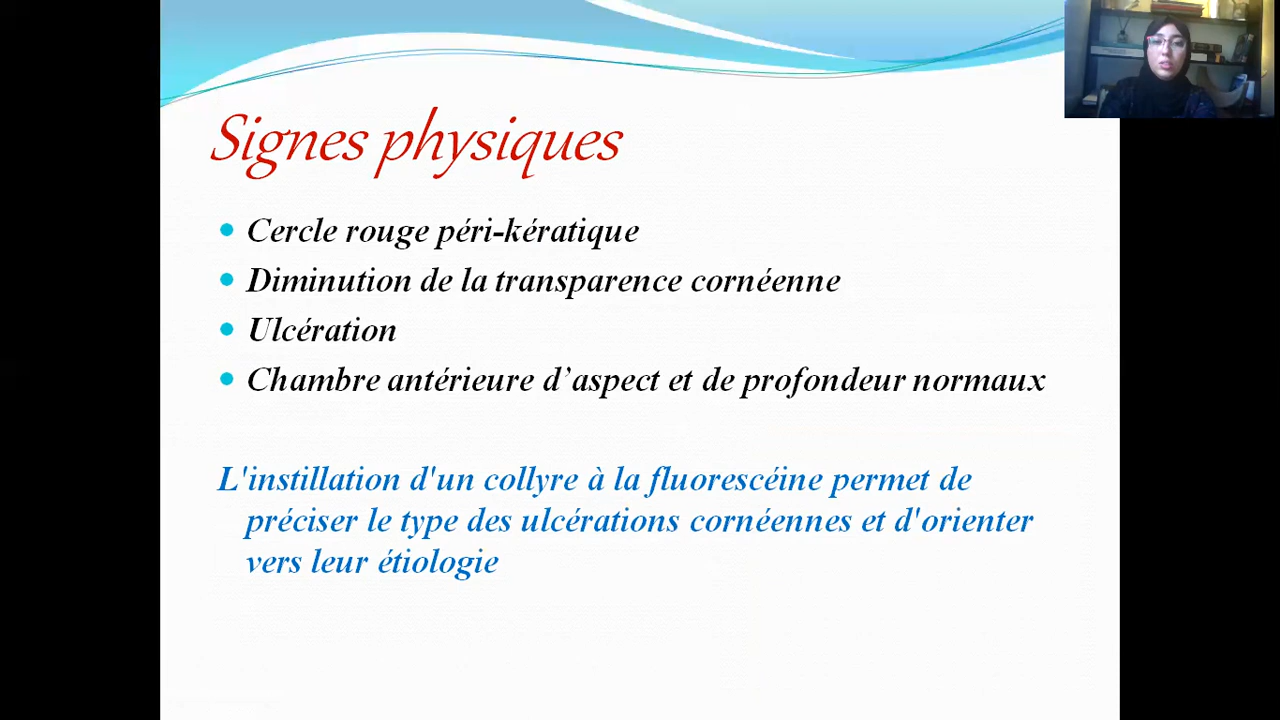 Signes physiques
Cercle rouge péri-kératique
Diminution de la transparence cornéenne
Ulcération
Chambre antérieure d’aspect et de profondeur normaux
L'instillation d'un collyre à la fluorescéine permet de
préciser le type des ulcérations cornéennes et d'orienter
vers leur étiologie